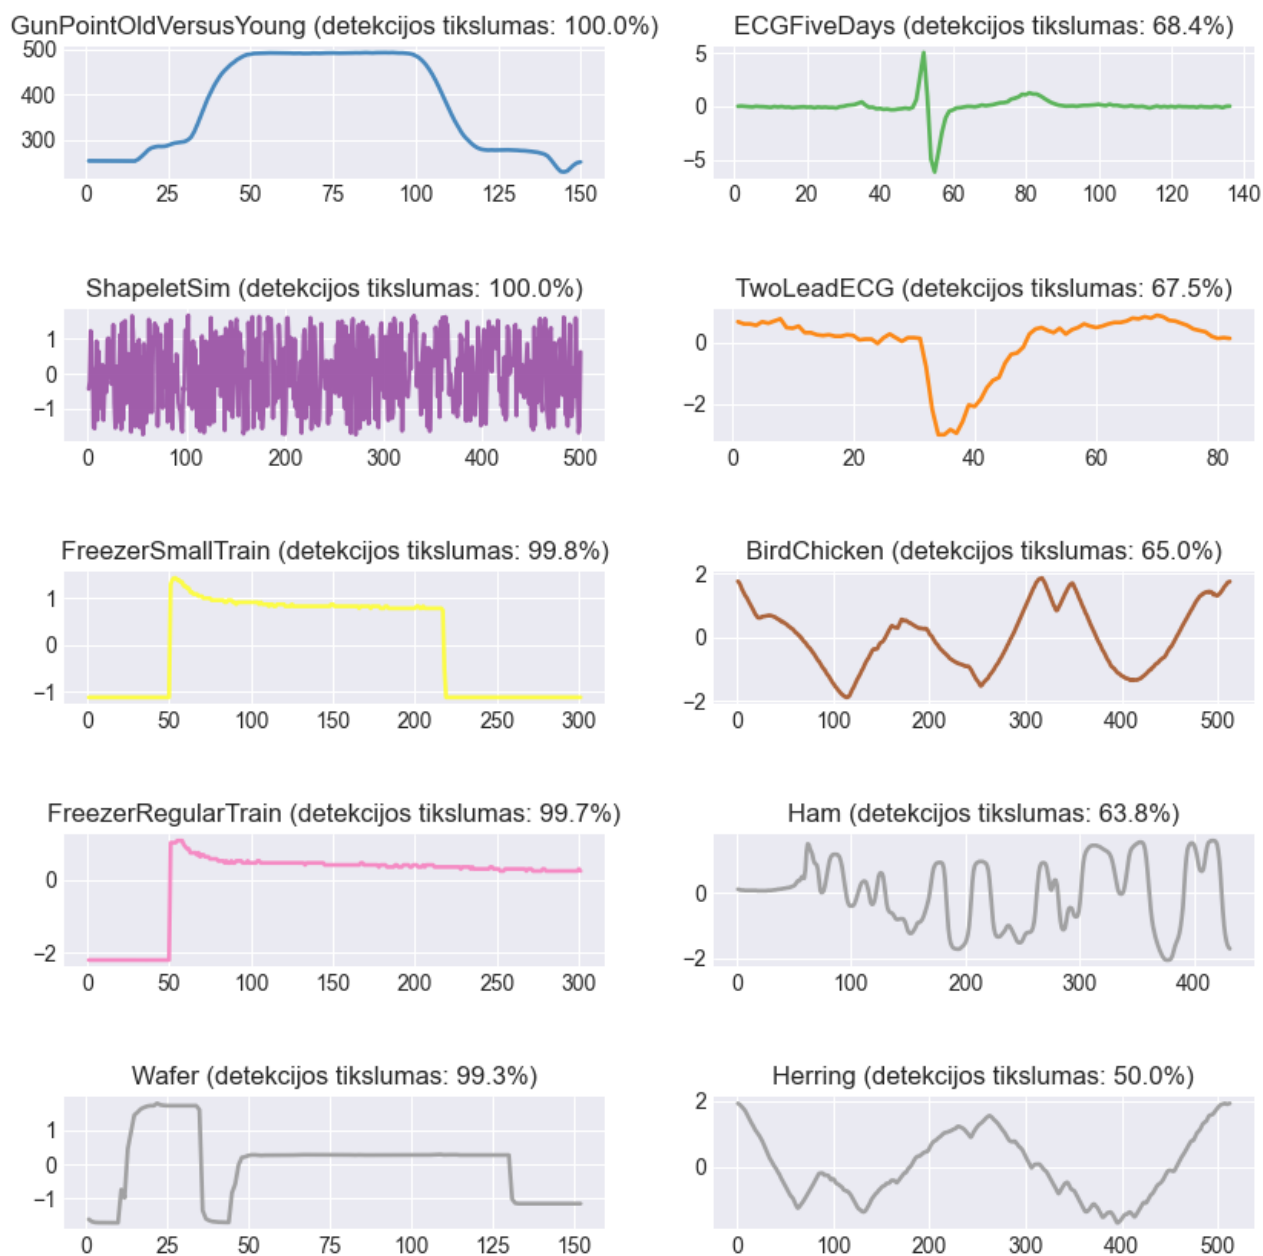 GunPointOldVersusYoung (detekcijos tikslumas: 100.0%)
500
400
300
0 25 50 75 100 125 150
ECGFiveDays (detekcijos tikslumas: 68.4%)
5
0
−5
0 20 40 60 80 100 120 140
ShapeletSim (detekcijos tikslumas: 100.0%)
1
0
−1
0 100 200 300 400 500
TwoLeadECG (detekcijos tikslumas: 67.5%)
0
−2
0 20 40 60 80
FreezerSmallTrain (detekcijos tikslumas: 99.8%)
1
0
−1
0 50 100 150 200 250 300
BirdChicken (detekcijos tikslumas: 65.0%)
2
0
−2
0 100 200 300 400 500
FreezerRegularTrain (detekcijos tikslumas: 99.7%)
0
−2
0 50 100 150 200 250 300
Ham (detekcijos tikslumas: 63.8%)
0
−2
0 100 200 300 400
Wafer (detekcijos tikslumas: 99.3%)
1
0
−1
0 25 50 75 100 125 150
Herring (detekcijos tikslumas: 50.0%)
2
0
0 100 200 300 400 500